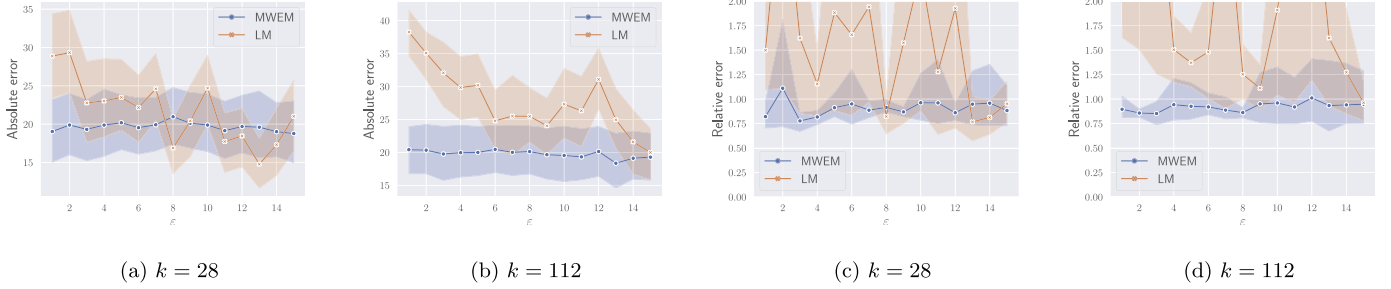 Absolute error
35
30
25
20
15
MWEM
LM
2 4 6 8 10 12 14
ε
(a) k = 28
Absolute error
40
35
30
25
20
15
MWEM
LM
2 4 6 8 10 12 14
ε
(b) k = 112
Relative error
2.00
1.75
1.50
1.25
1.00
0.75
0.50
0.25
0.00
MWEM
LM
2 4 6 8 10 12 14
ε
(c) k = 28
Relative error
2.00
1.75
1.50
1.25
1.00
0.75
0.50
0.25
0.00
MWEM
LM
2 4 6 8 10 12 14
ε
(d) k = 112